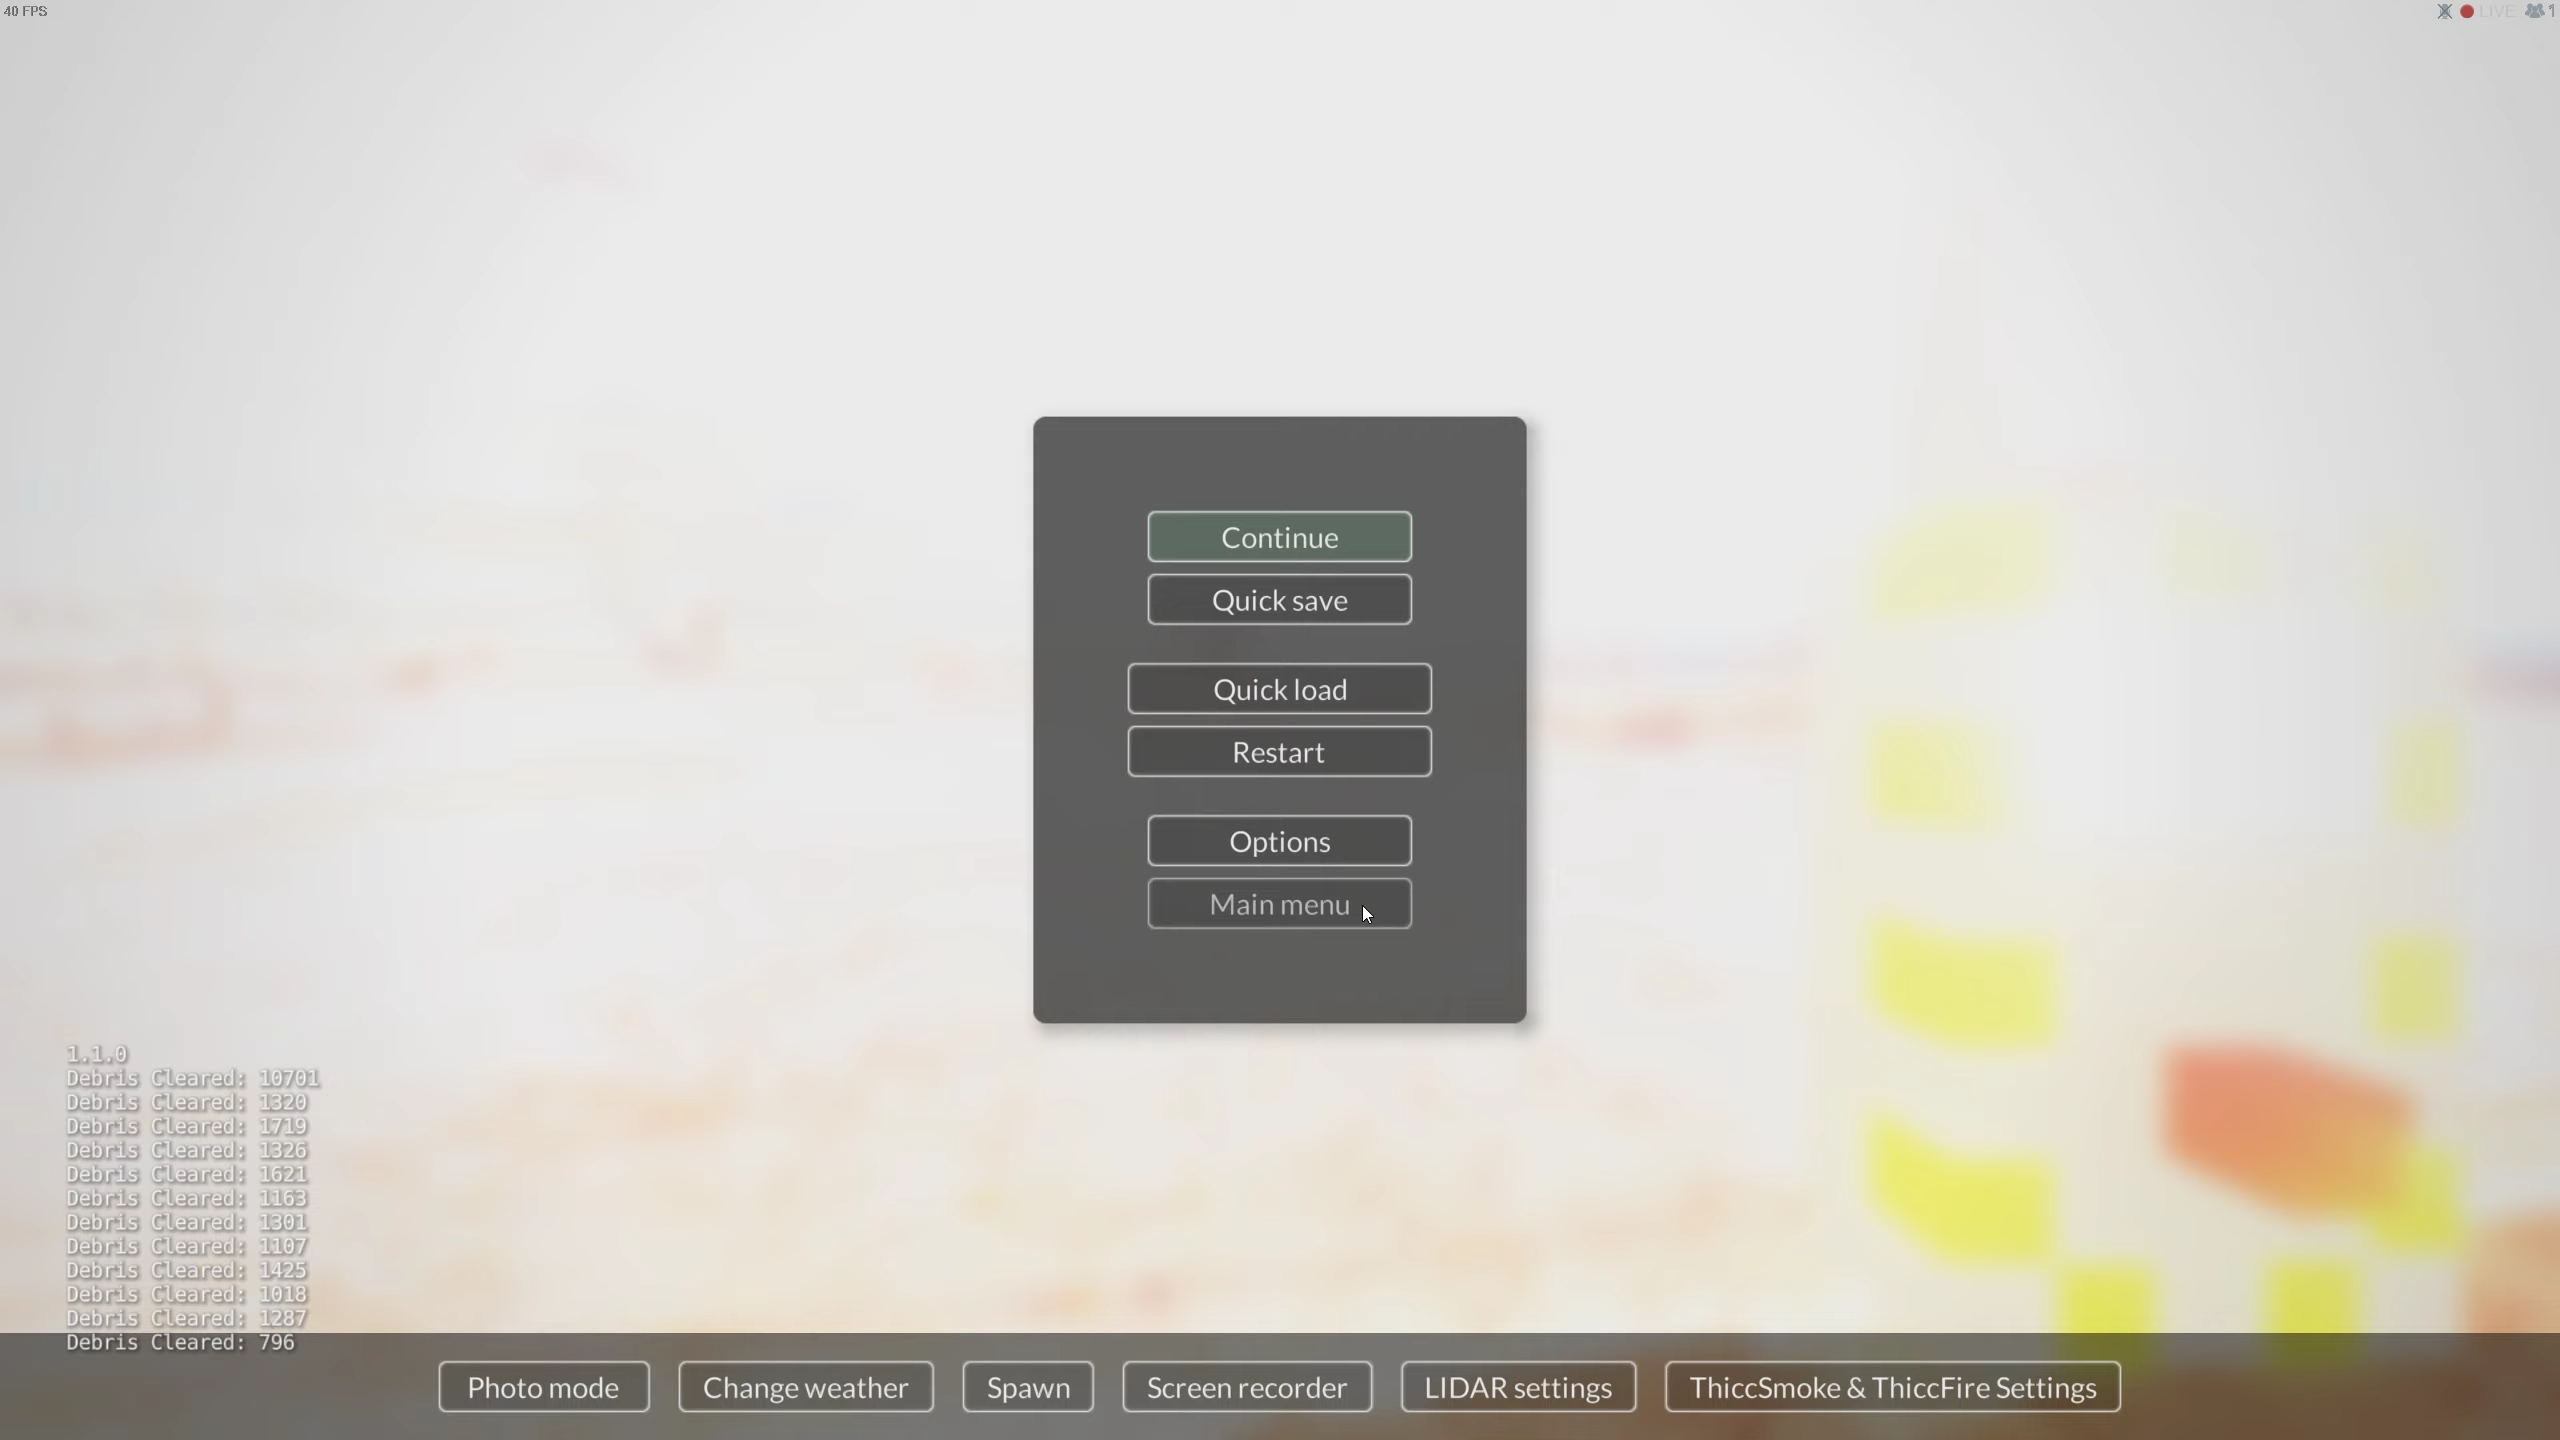 40 FPS
LIVE 1
Continue
Quick save
Quick load
Restart
Options
Main menu
1.1.0
Debris Cleared: 10701
Debris Cleared: 1320
Debris Cleared: 1719
Debris Cleared: 1326
Debris Cleared: 1621
Debris Cleared: 1163
Debris Cleared: 1301
Debris Cleared: 1107
Debris Cleared: 1425
Debris Cleared: 1018
Debris Cleared: 1287
Debris Cleared: 796
Photo mode
Change weather
Spawn
Screen recorder
LIDAR settings
ThiccSmoke & ThiccFire Settings